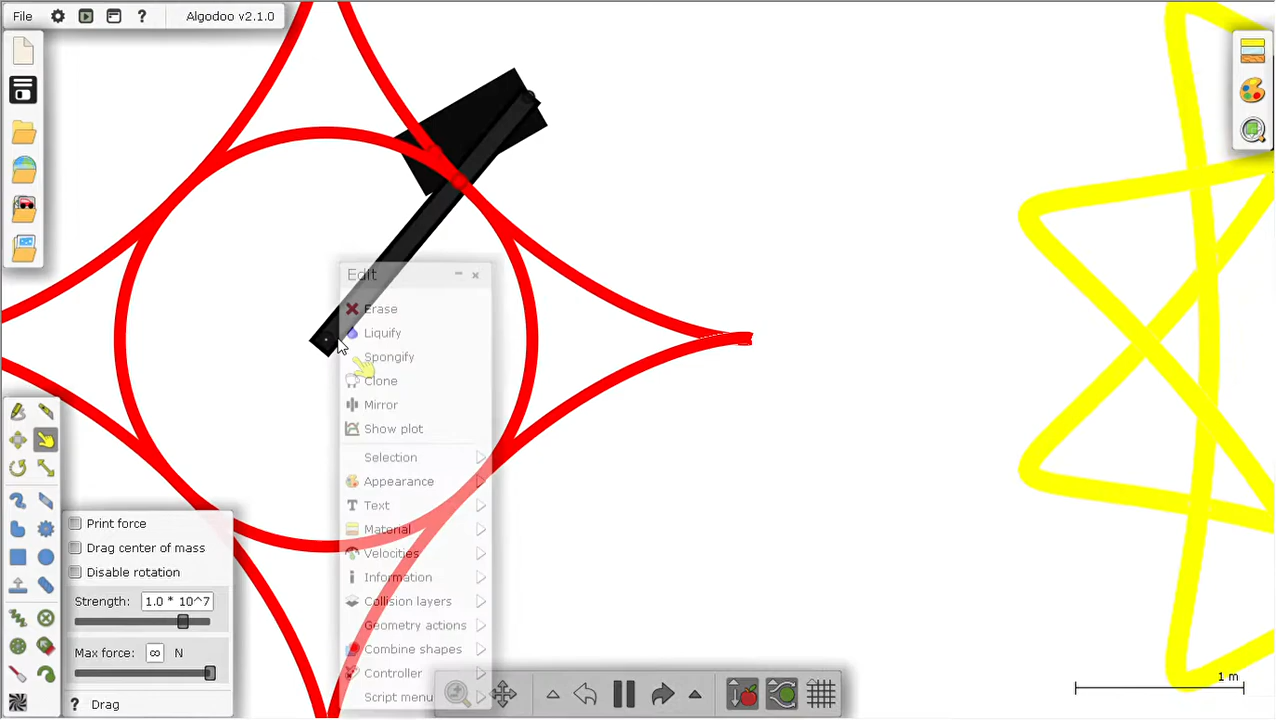 File ? Algodoo v2.1.0
Edit
Erase
Liquify
Spongify
Clone
Mirror
Show plot
Selection
Appearance
Text
Material
Velocities
Information
Collision layers
Geometry actions
Combine shapes
Controller
Script menu
Print force
Drag center of mass
Disable rotation
Strength: 1.0 * 10^7
Max force: ∞ N
? Drag
1 m